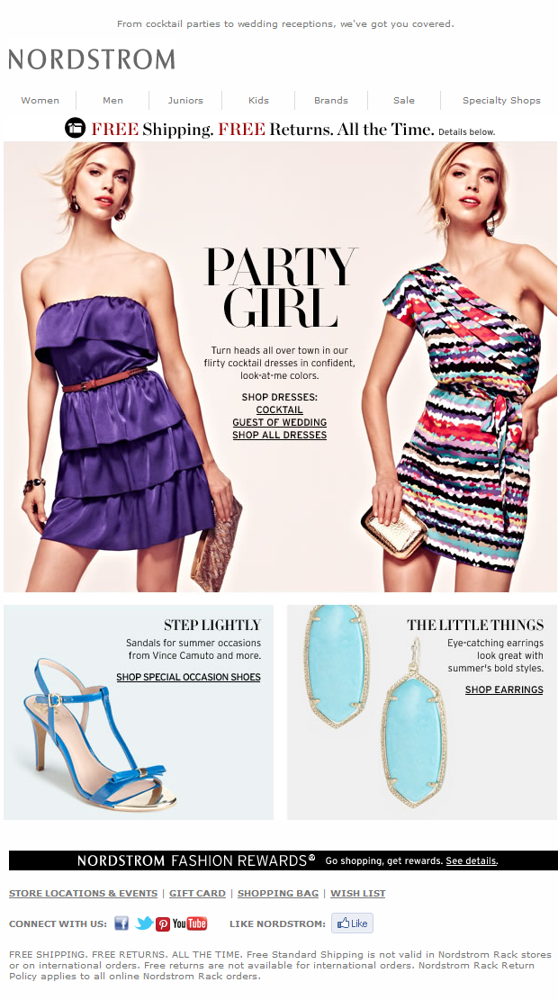 From cocktail parties to wedding receptions, we've got you covered.
NORDSTROM
Women Men Juniors Kids Brands Sale Specialty Shops
FREE Shipping. FREE Returns. All the Time. Details below.
PARTY
GIRL
Turn heads all over town in our
flirty cocktail dresses in confident,
look-at-me colors.
SHOP DRESSES:
COCKTAIL
GUEST OF WEDDING
SHOP ALL DRESSES
STEP LIGHTLY
Sandals for summer occasions
from Vince Camuto and more.
SHOP SPECIAL OCCASION SHOES
THE LITTLE THINGS
Eye-catching earrings
look great with
summer's bold styles.
SHOP EARRINGS
NORDSTROM FASHION REWARDS® Go shopping, get rewards. See details.
STORE LOCATIONS & EVENTS | GIFT CARD | SHOPPING BAG | WISH LIST
CONNECT WITH US: f P YouTube LIKE NORDSTROM: Like
FREE SHIPPING. FREE RETURNS. ALL THE TIME. Free Standard Shipping is not valid in Nordstrom Rack stores
or on international orders. Free returns are not available for international orders. Nordstrom Rack Return
Policy applies to all online Nordstrom Rack orders.